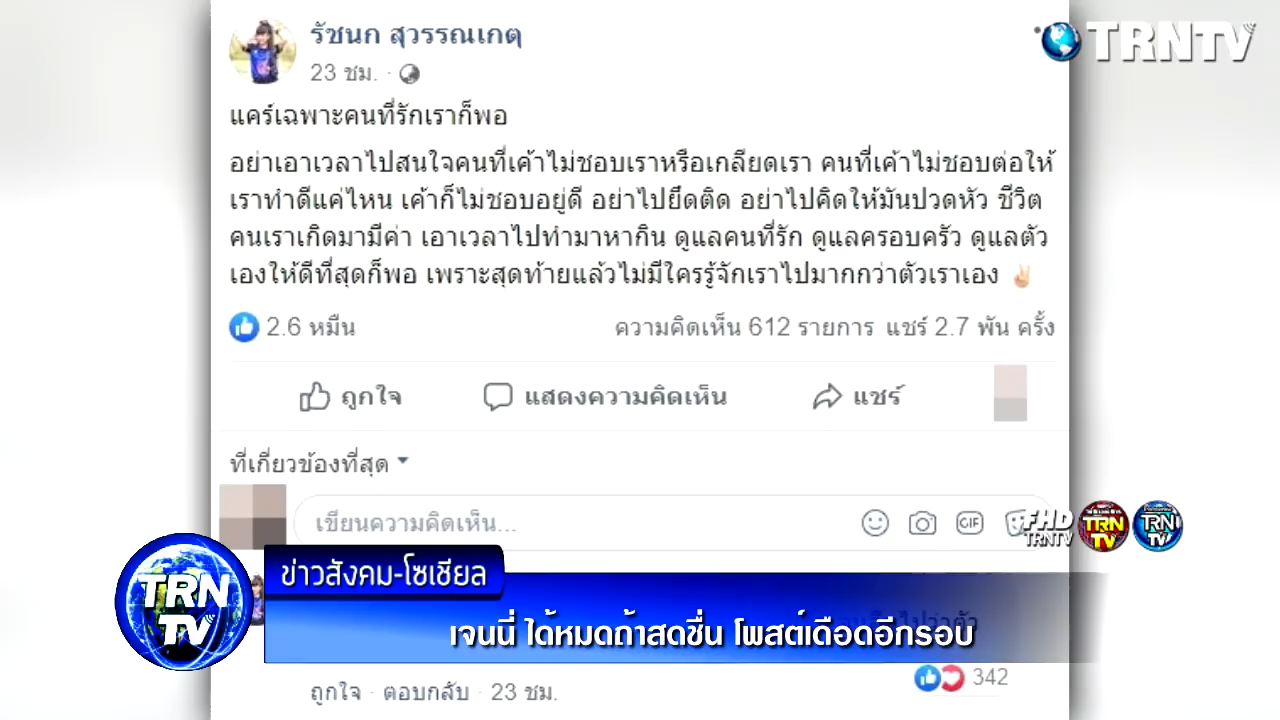 รัชนก สุวรรณเกตุ
23 ชม. ·
TRNTV
แคร์เฉพาะคนที่รักเราก็พอ
อย่าเอาเวลาไปสนใจคนที่เค้าไม่ชอบเราหรือเกลียดเรา คนที่เค้าไม่ชอบต่อให้
เราทำดีแค่ไหน เค้าก็ไม่ชอบอยู่ดี อย่าไปยึดติด อย่าไปคิดให้มันปวดหัว ชีวิต
คนเราเกิดมามีค่า เอาเวลาไปทำมาหากิน ดูแลคนที่รัก ดูแลครอบครัว ดูแลตัว
เองให้ดีที่สุดก็พอ เพราะสุดท้ายแล้วไม่มีใครรู้จักเราไปมากกว่าตัวเราเอง ✌🏻
2.6 หมื่น
ความคิดเห็น 612 รายการ แชร์ 2.7 พัน ครั้ง
ถูกใจ
แสดงความคิดเห็น
แชร์
ที่เกี่ยวข้องที่สุด
เขียนความคิดเห็น...
GIF
FHD
TRNTV
TRN
TV
TRN
TV
TRN
TV
ข่าวสังคม-โซเชียล
เจนนี่ ได้หมดถ้าสดชื่น โพสต์เดือดอีกรอบ
342
ถูกใจ · ตอบกลับ · 23 ชม.